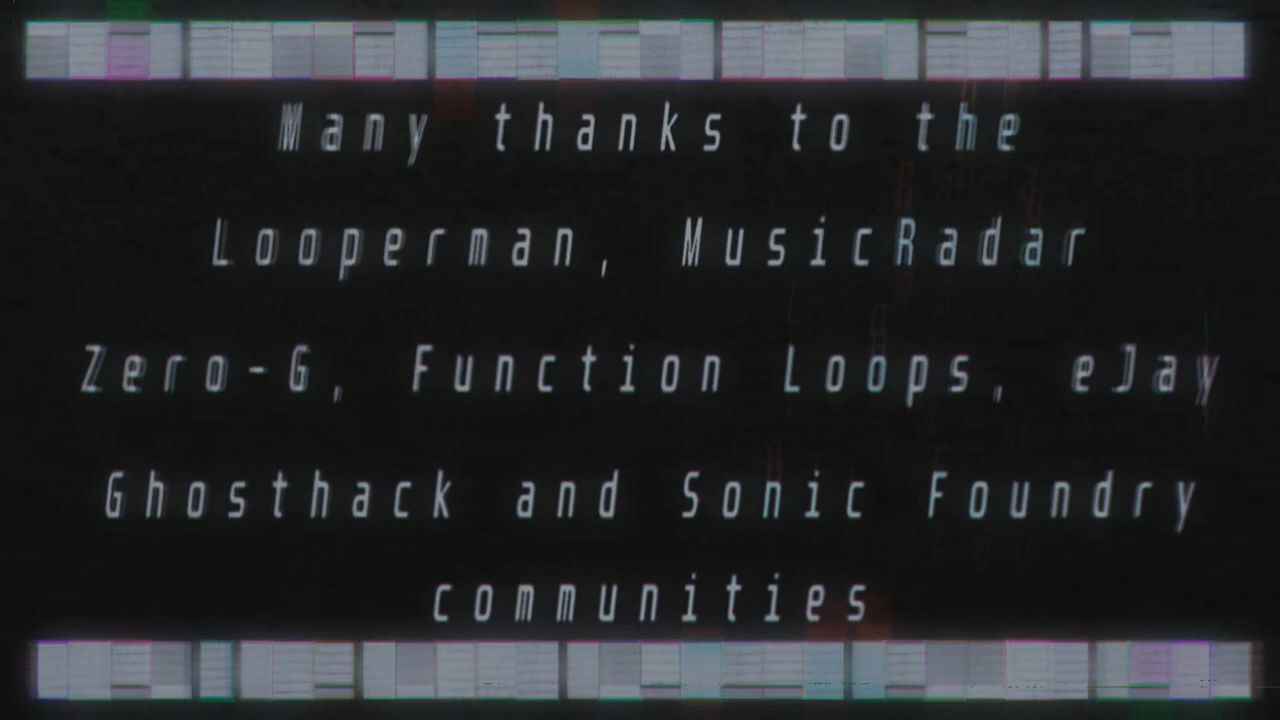 Many thanks to the
Looperman, MusicRadar
Zero-G, Function Loops, eJay
Ghosthack and Sonic Foundry
communities